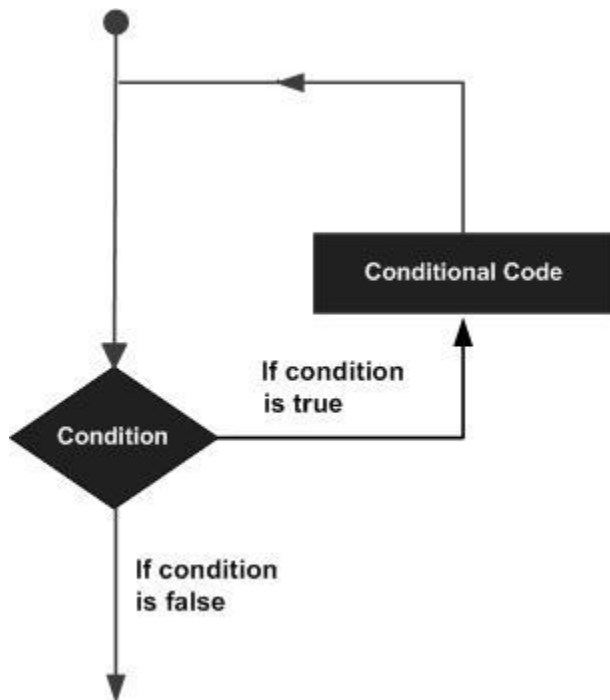 Conditional Code
If condition
is true
Condition
If condition
is false